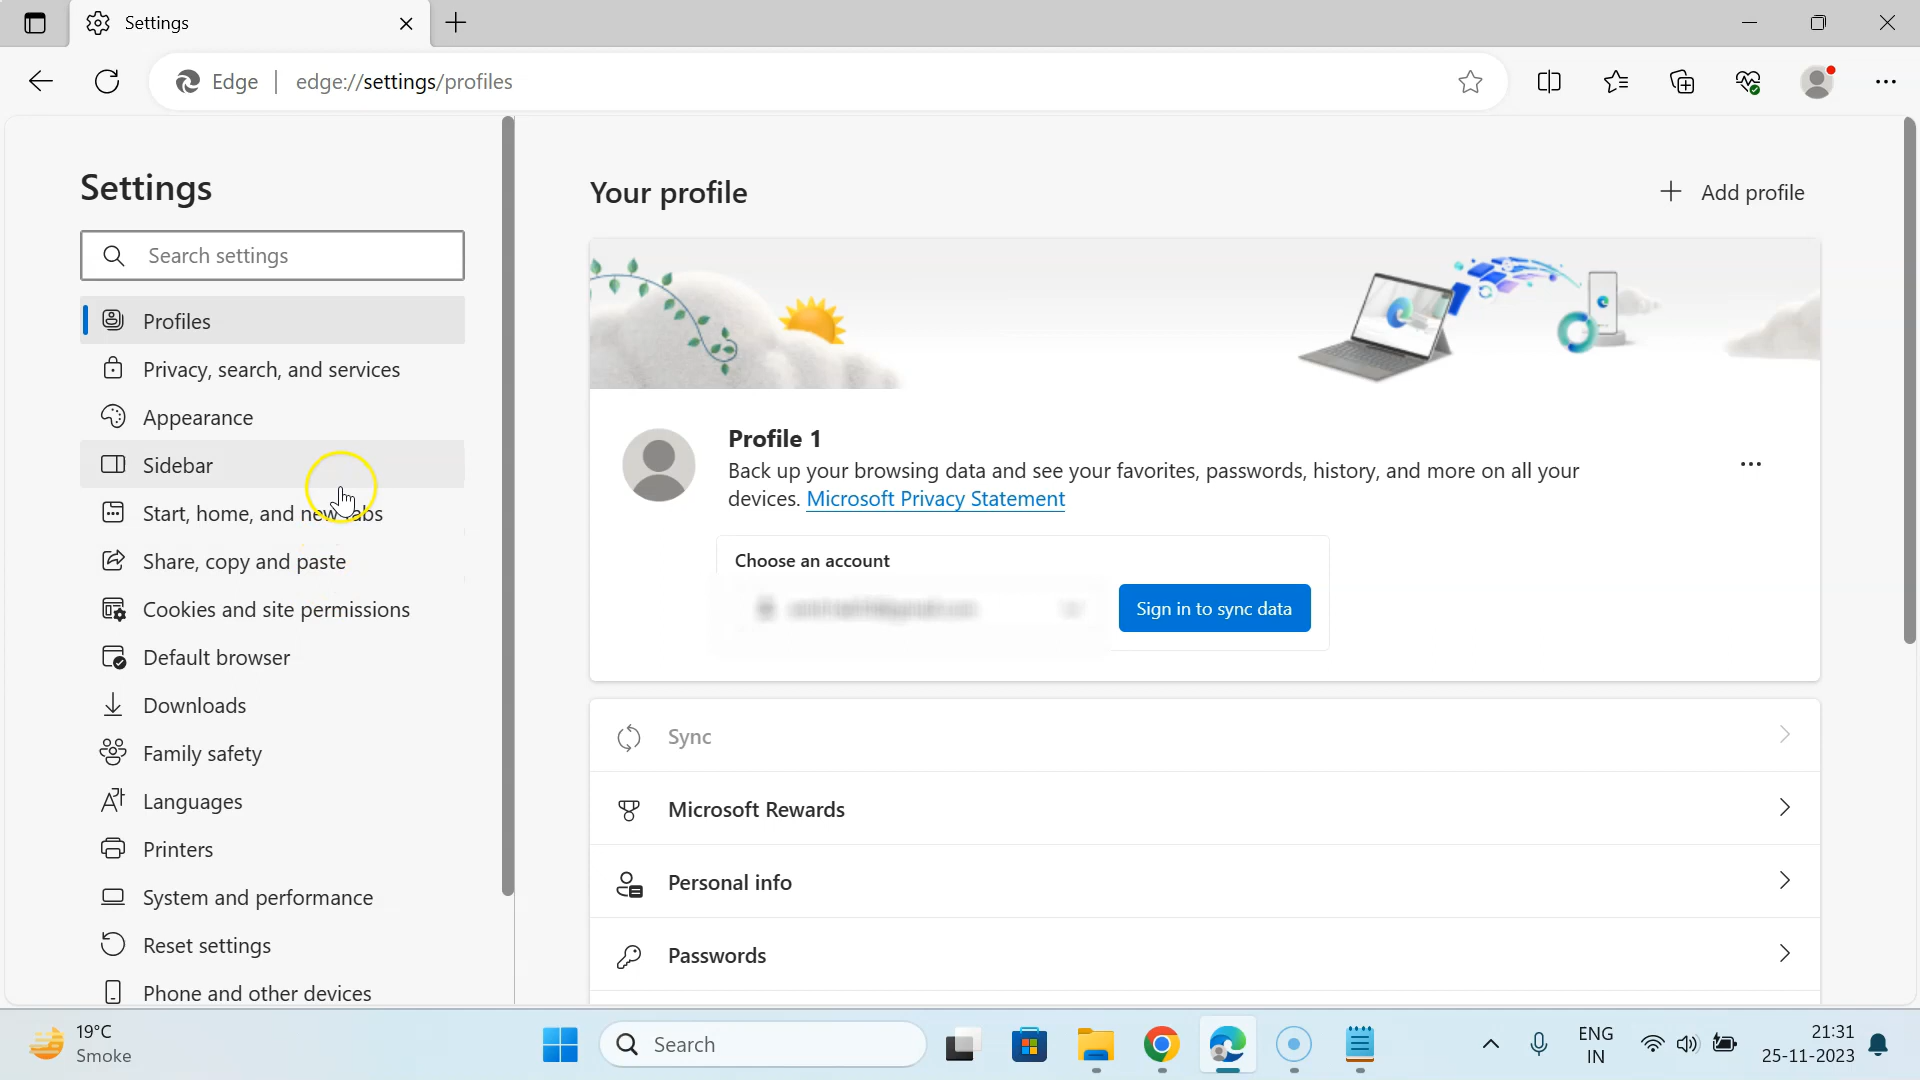 Settings
Edge
edge://settings/profiles
Settings
Search settings
Profiles
Privacy, search, and services
Appearance
Sidebar
Start, home, and new tabs
Share, copy and paste
Cookies and site permissions
Default browser
Downloads
Family safety
Languages
Printers
System and performance
Reset settings
Phone and other devices
Your profile
Add profile
Profile 1
Back up your browsing data and see your favorites, passwords, history, and more on all your
devices. Microsoft Privacy Statement
Choose an account
Sign in to sync data
Sync
Microsoft Rewards
Personal info
Passwords
19°C
Smoke
Search
ENG
IN
21:31
25-11-2023